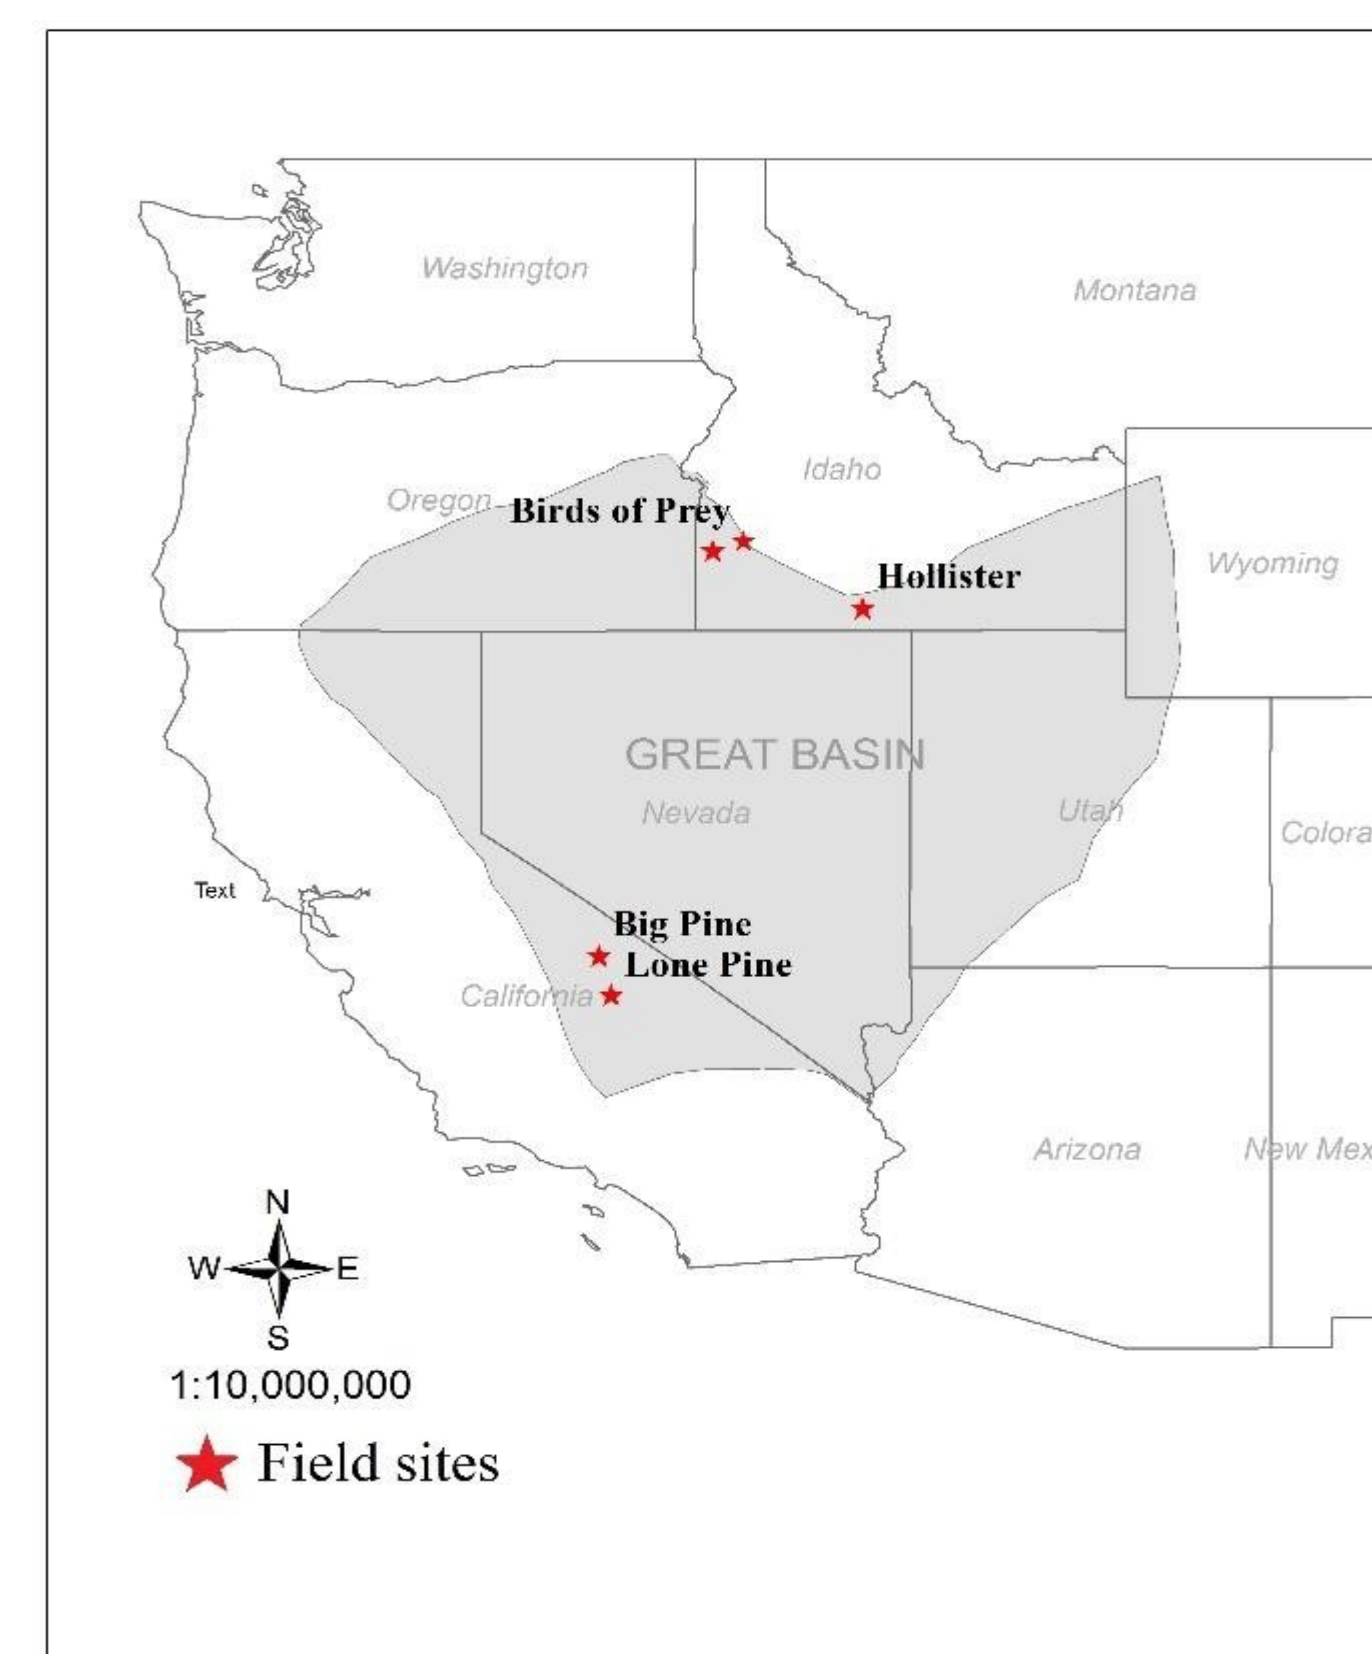 Washington
Montana
Idaho
Oregon
Birds of Prey
Wyoming
Hollister
GREAT BASIN
Nevada
Utah
Colora
Text
Big Pine
Lone Pine
California
Arizona
New Mex
N
W
E
S
1:10,000,000
Field sites